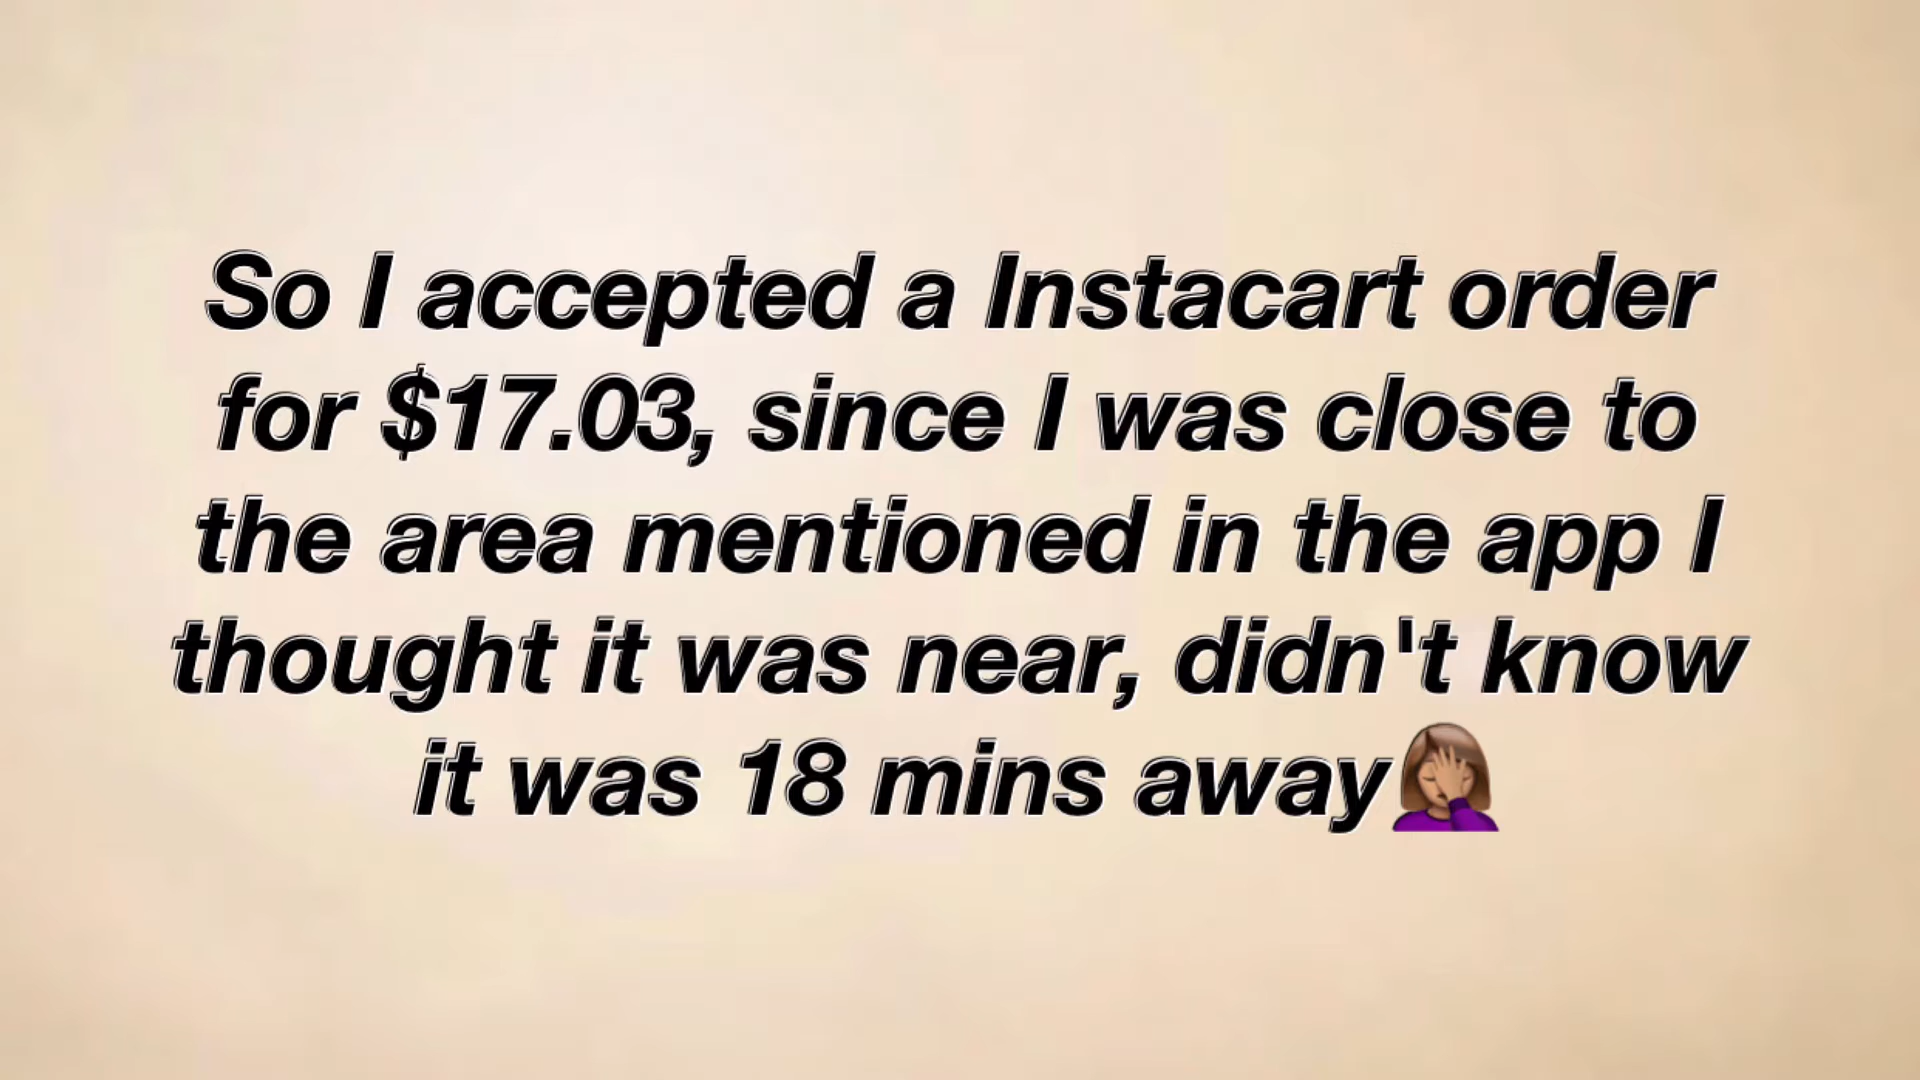 So I accepted a Instacart order
for $17.03, since I was close to
the area mentioned in the app I
thought it was near, didn't know
it was 18 mins away🤦🏽‍♀️